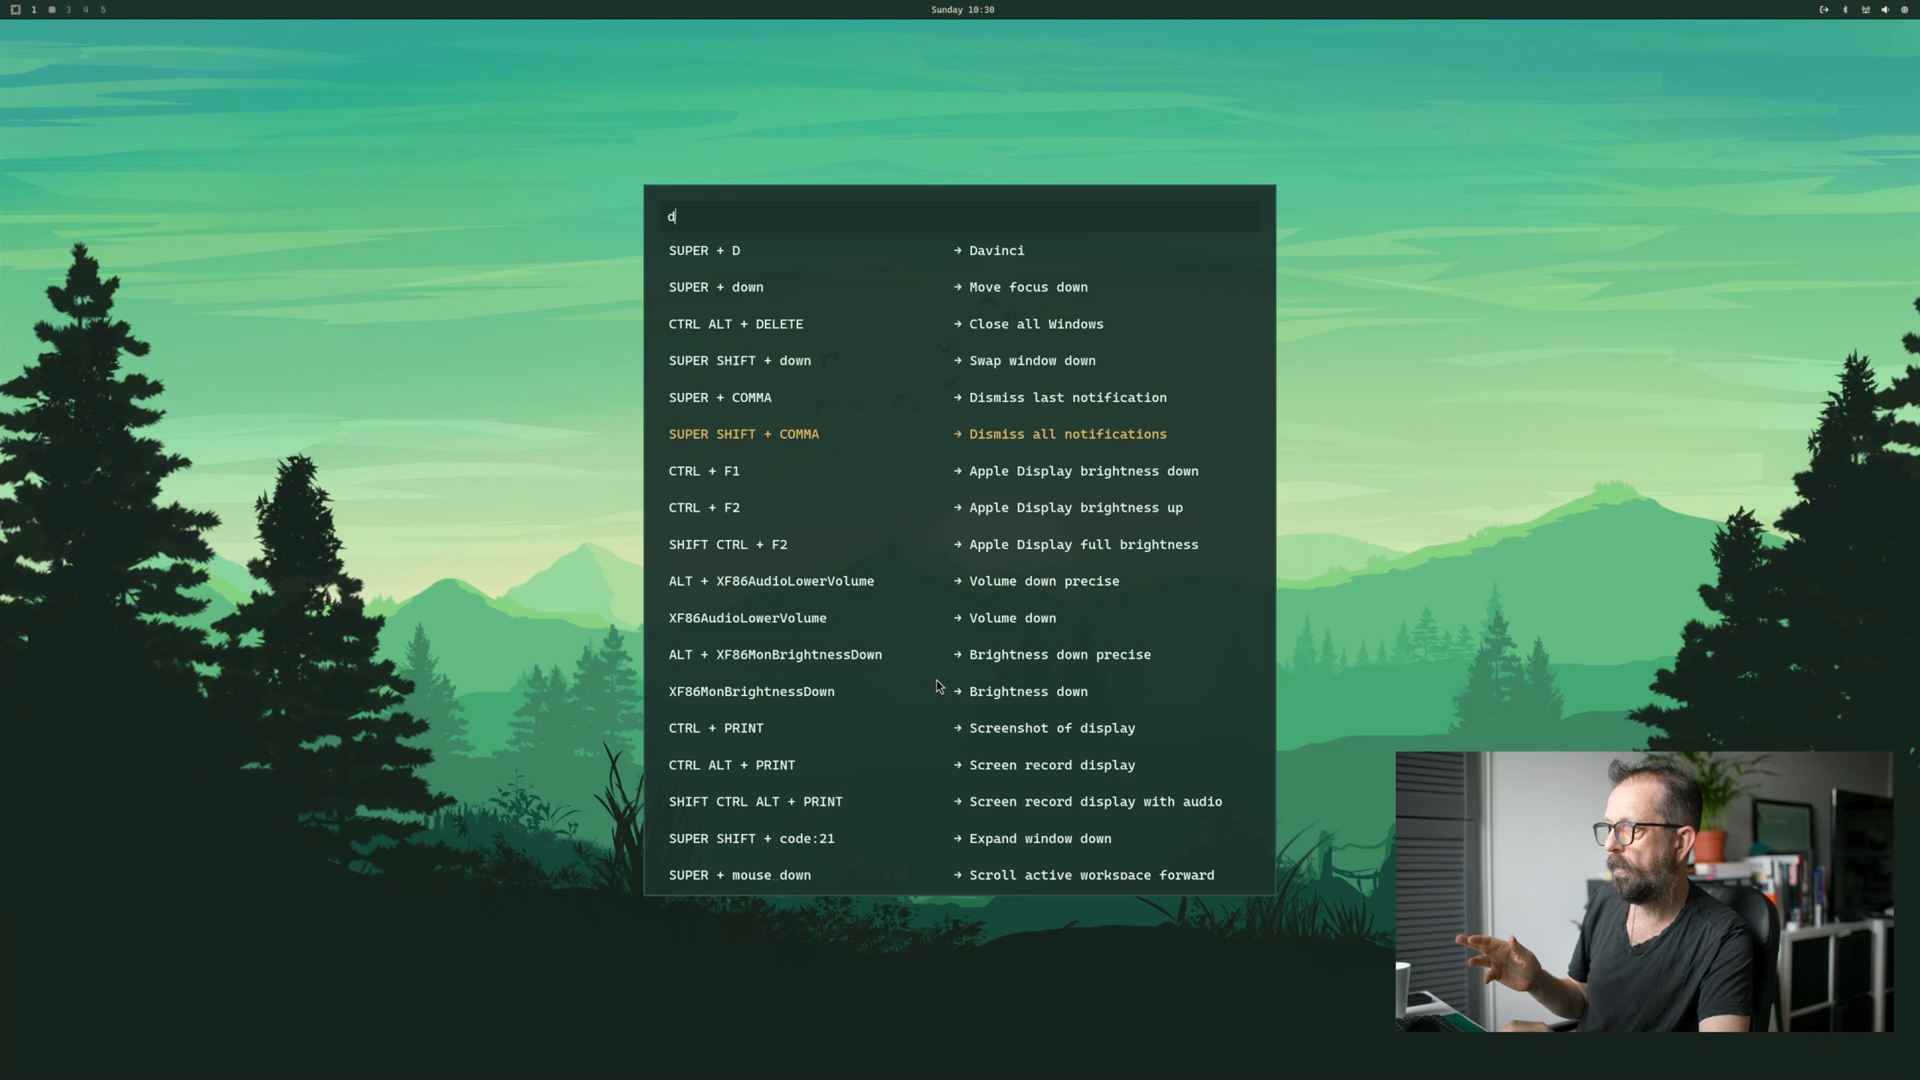 1 3 4 5
Sunday 10:30
d
SUPER + D → Davinci
SUPER + down → Move focus down
CTRL ALT + DELETE → Close all Windows
SUPER SHIFT + down → Swap window down
SUPER + COMMA → Dismiss last notification
SUPER SHIFT + COMMA → Dismiss all notifications
CTRL + F1 → Apple Display brightness down
CTRL + F2 → Apple Display brightness up
SHIFT CTRL + F2 → Apple Display full brightness
ALT + XF86AudioLowerVolume → Volume down precise
XF86AudioLowerVolume → Volume down
ALT + XF86MonBrightnessDown → Brightness down precise
XF86MonBrightnessDown → Brightness down
CTRL + PRINT → Screenshot of display
CTRL ALT + PRINT → Screen record display
SHIFT CTRL ALT + PRINT → Screen record display with audio
SUPER SHIFT + code:21 → Expand window down
SUPER + mouse_down → Scroll active workspace forward